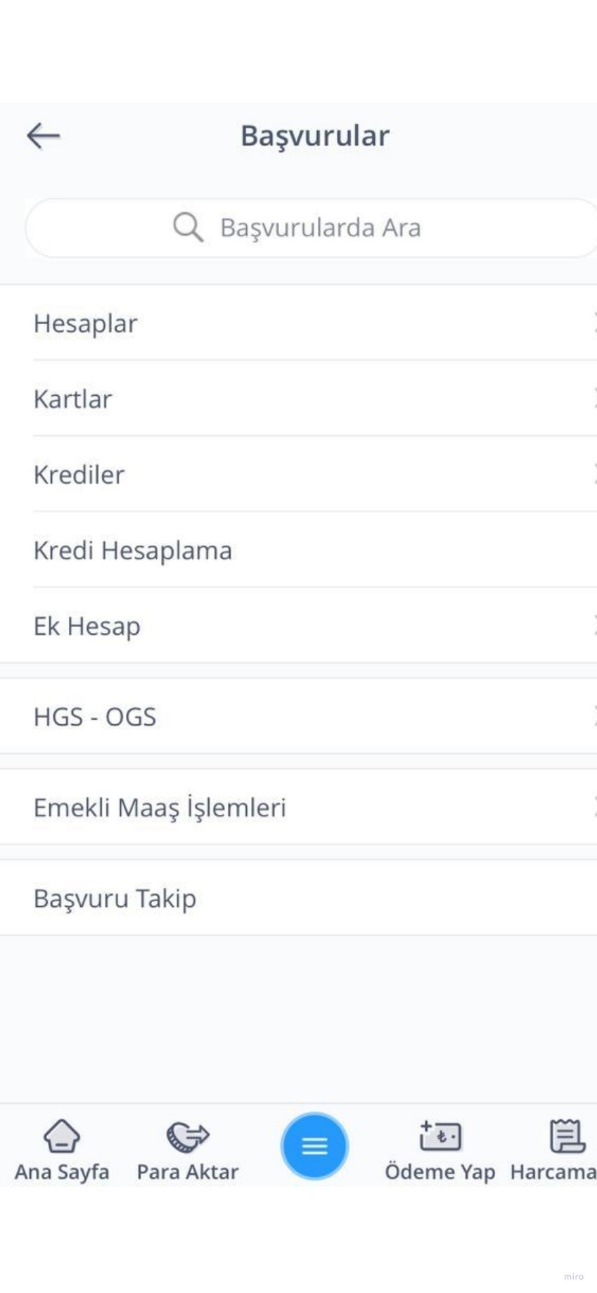 Başvurular
Başvurularda Ara
Hesaplar
Kartlar
Krediler
Kredi Hesaplama
Ek Hesap
HGS - OGS
Emekli Maaş İşlemleri
Başvuru Takip
Ana Sayfa Para Aktar Ödeme Yap Harcama
miro